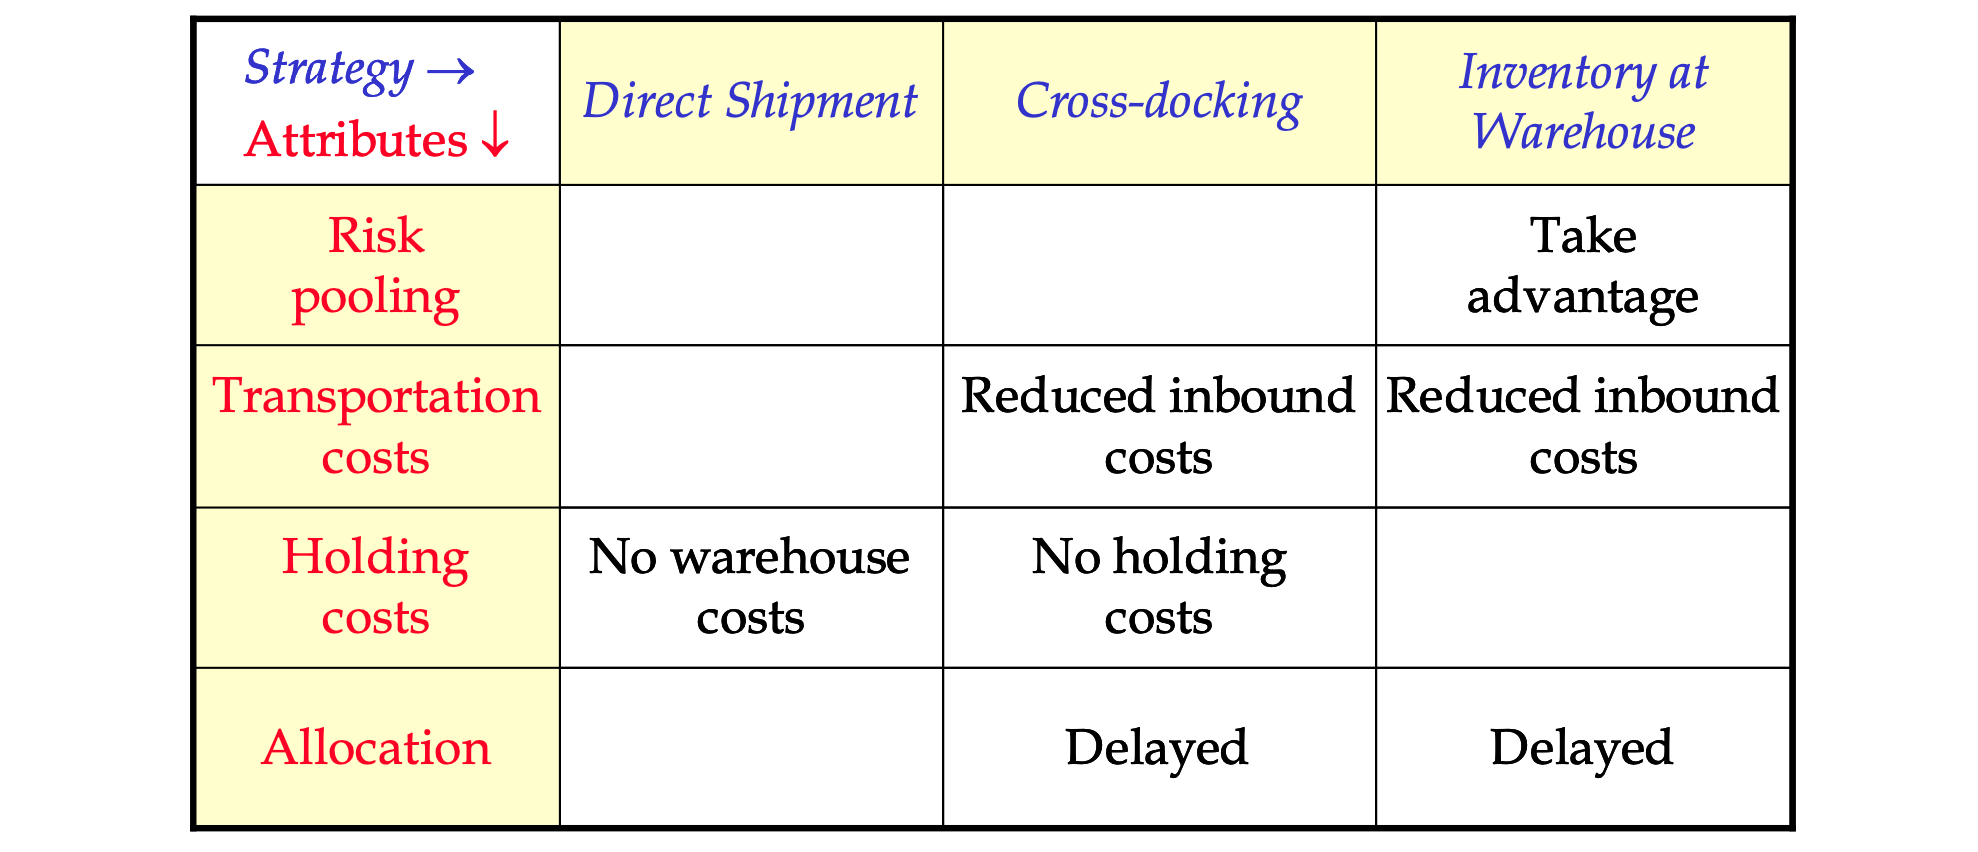 Strategy →
Attributes ↓
Direct Shipment
Cross-docking
Inventory at
Warehouse
Risk
pooling
Take
advantage
Transportation
costs
Reduced inbound
costs
Reduced inbound
costs
Holding
costs
No warehouse
costs
No holding
costs
Allocation
Delayed
Delayed